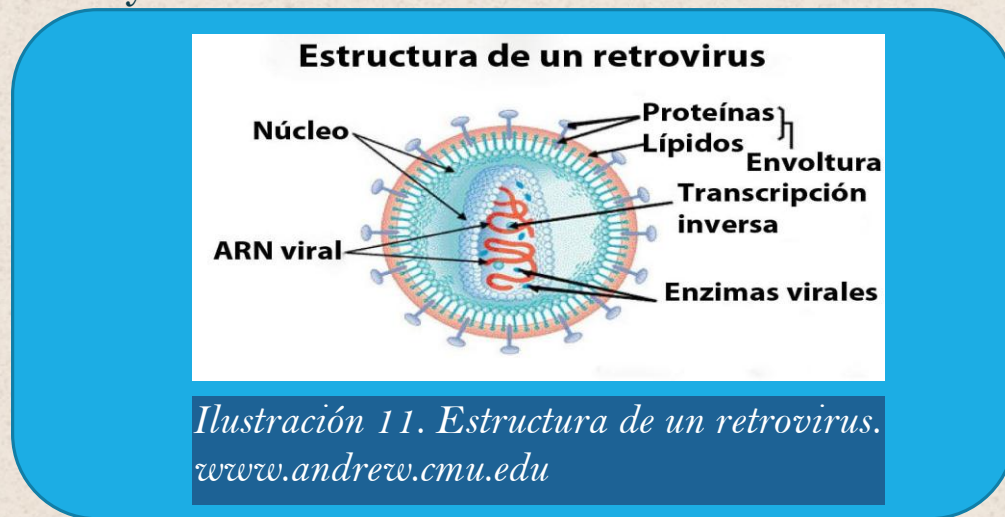 Estructura de un retrovirus
Núcleo
Proteínas
Lípidos
Envoltura
Transcripción
inversa
ARN viral
Enzimas virales
Ilustración 11. Estructura de un retrovirus.
www.andrew.cmu.edu